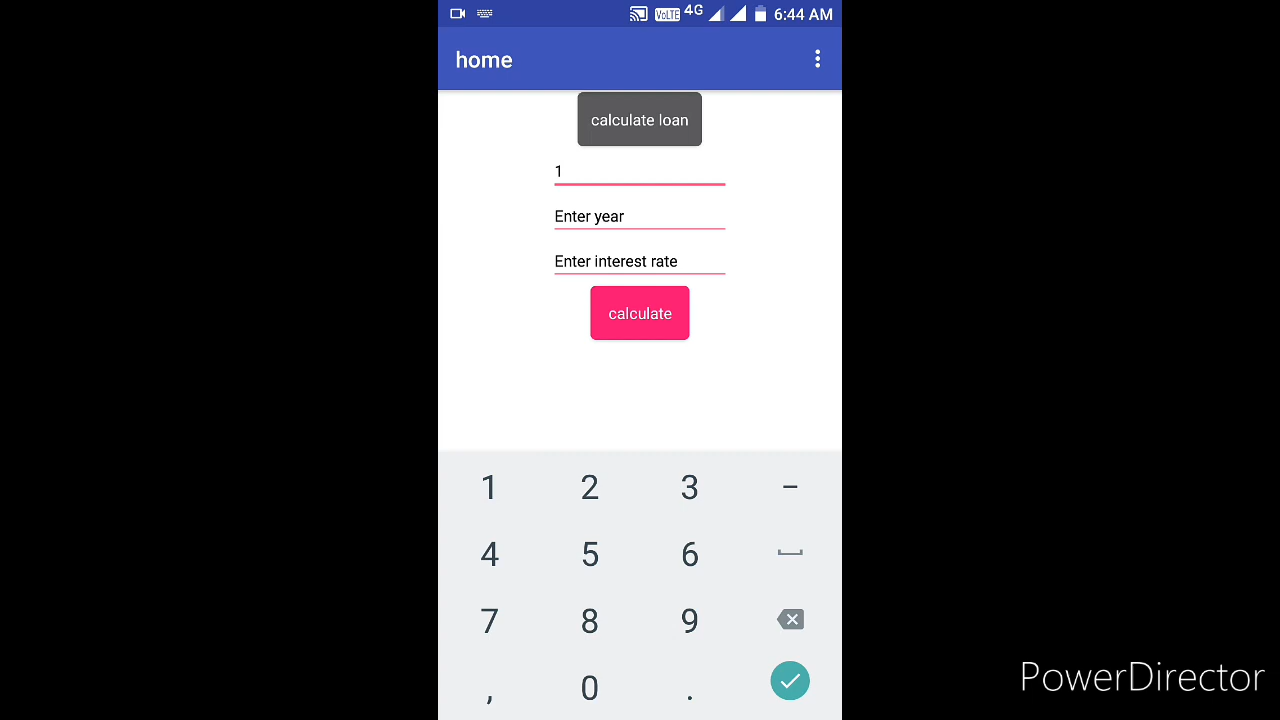 VoLTE 4G 6:44 AM
home
calculate loan
1
Enter year
Enter interest rate
calculate
1 2 3 -
4 5 6
7 8 9
, 0 .
PowerDirector